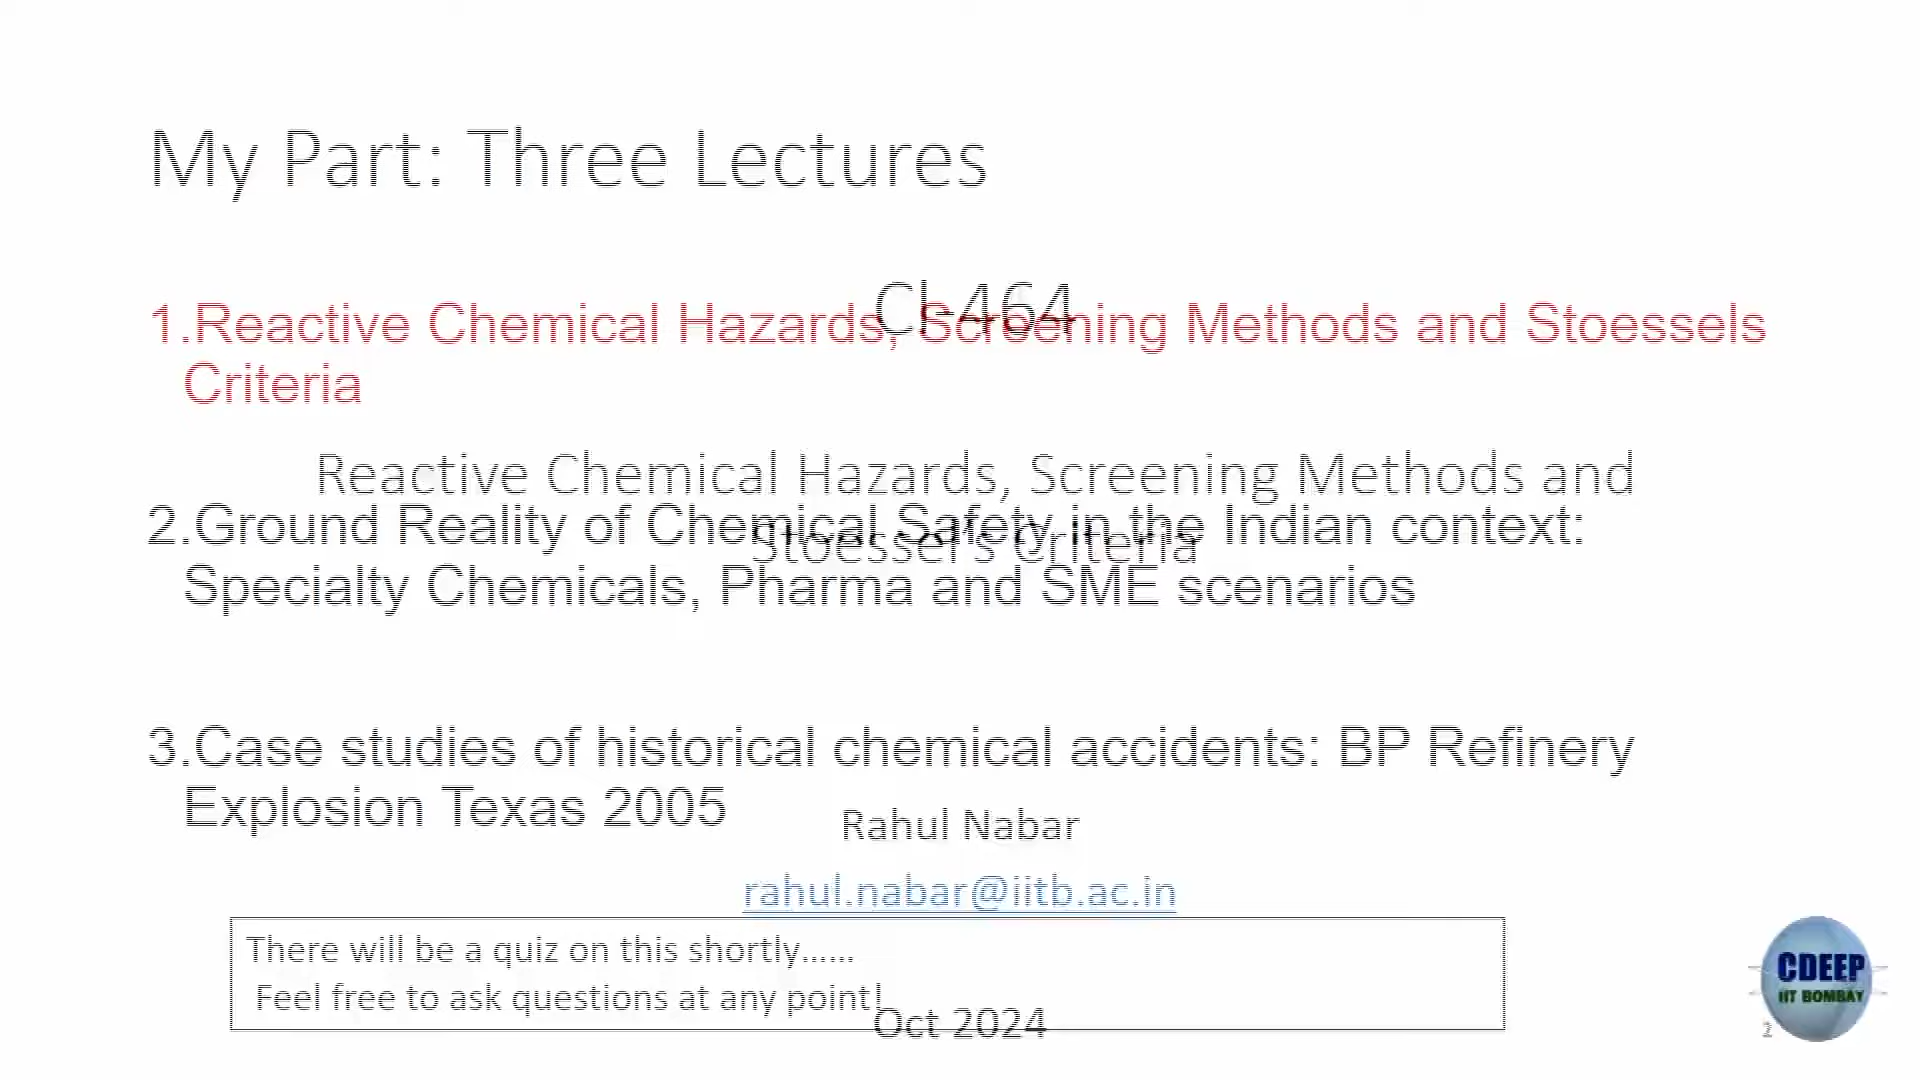 My Part: Three Lectures
Ch 464
1.Reactive Chemical Hazards, Screening Methods and Stoessels
Criteria
Reactive Chemical Hazards, Screening Methods and
2.Ground Reality of Chemical Safety in the Indian context:
Stoessel's Criteria
Specialty Chemicals, Pharma and SME scenarios
3.Case studies of historical chemical accidents: BP Refinery
Explosion Texas 2005
Rahul Nabar
rahul.nabar@iitb.ac.in
There will be a quiz on this shortly......
Feel free to ask questions at any point!
Oct 2024
CDEEP
IIT BOMBAY
2